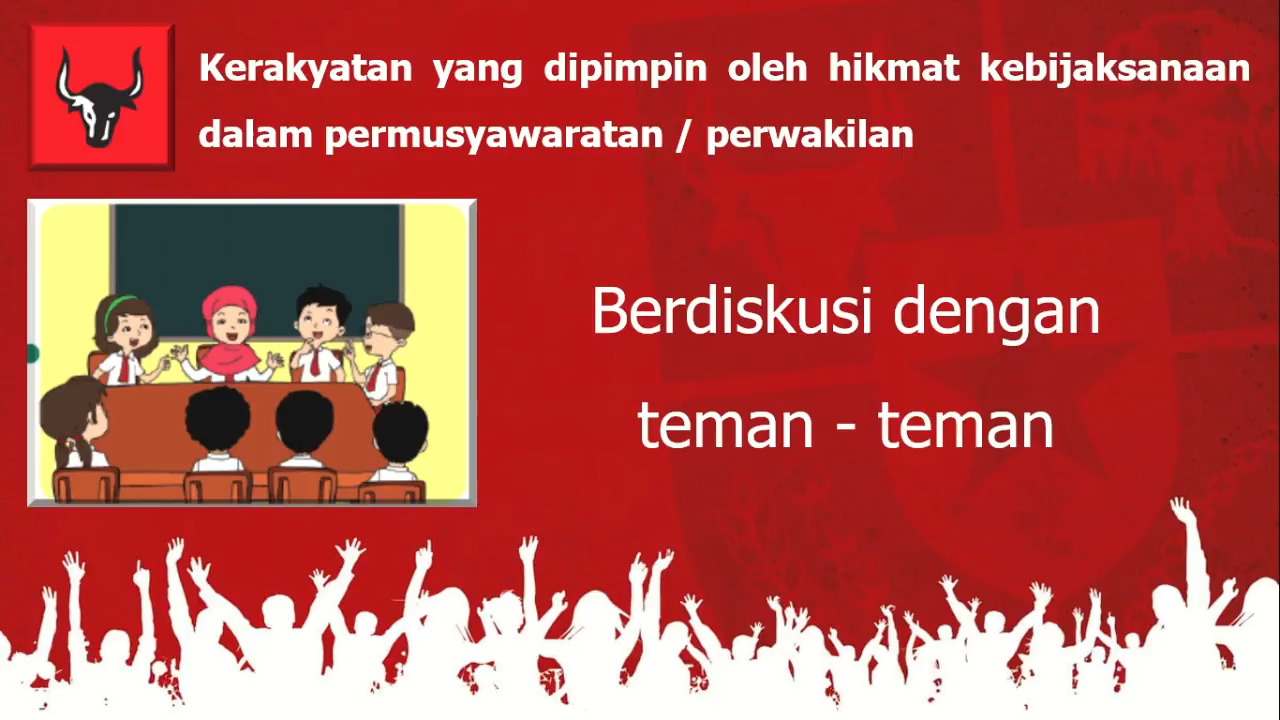 Kerakyatan yang dipimpin oleh hikmat kebijaksanaan
dalam permusyawaratan / perwakilan
Berdiskusi dengan
teman - teman